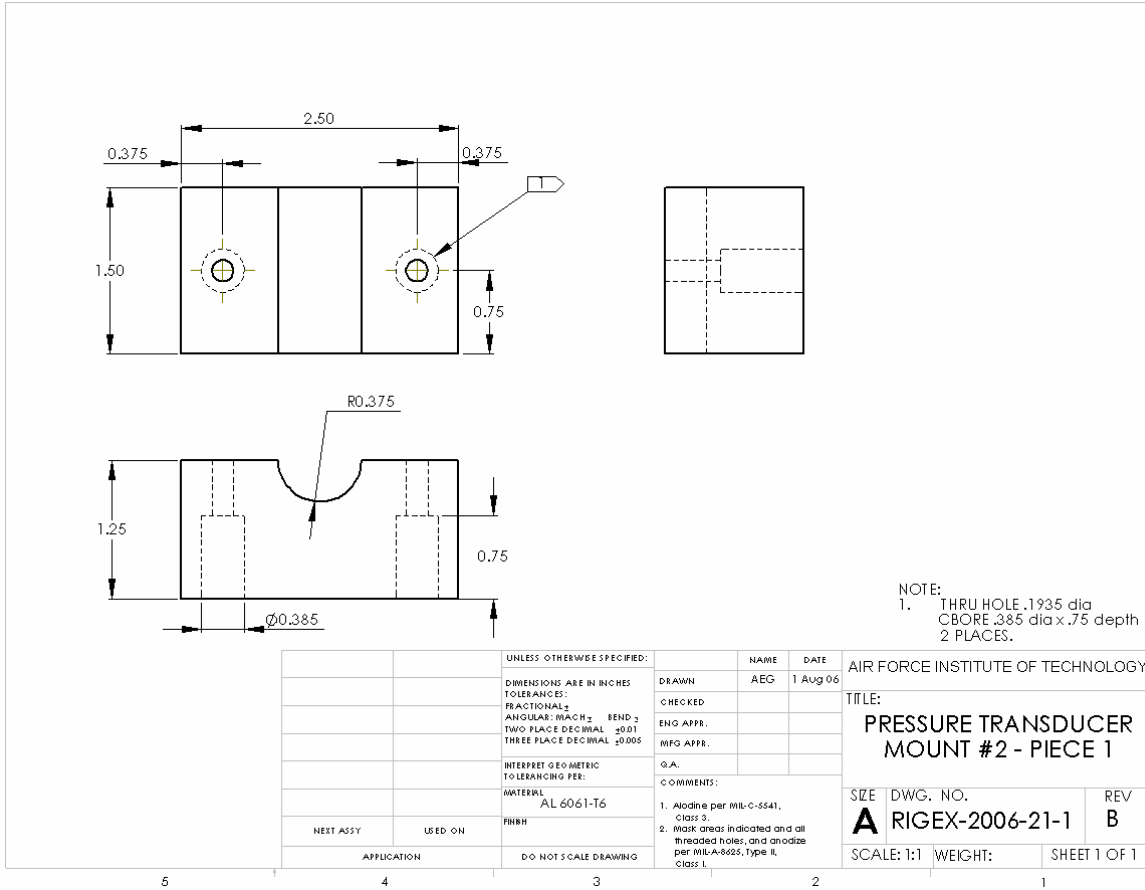 2.50
0.375
0.375
1
1.50
0.75
R0.375
1.25
0.75
Ø0.385
NOTE:
1. THRU HOLE .1935 dia
CBORE .385 dia x .75 depth
2 PLACES.
UNLESS OTHERWISE SPECIFIED:
DIMENSIONS ARE IN INCHES
TOLERANCES:
FRACTIONAL ±
ANGULAR: MACH ± BEND ±
TWO PLACE DECIMAL ±0.01
THREE PLACE DECIMAL ±0.005
INTERPRET GEOMETRIC
TOLERANCING PER:
MATERIAL
AL 6061-T6
FINISH
DO NOT SCALE DRAWING
NEXT ASSY
USED ON
APPLICATION
NAME DATE
DRAWN AEG 1 Aug 06
CHECKED
ENG APPR.
MFG APPR.
Q.A.
COMMENTS:
1. Alodine per MIL-C-5541,
Class 3.
2. Mask areas indicated and all
threaded holes, and anodize
per MIL-A-8625, Type II,
Class I.
AIR FORCE INSTITUTE OF TECHNOLOGY
TITLE:
PRESSURE TRANSDUCER
MOUNT #2 - PIECE 1
SIZE DWG. NO. REV
A RIGEX-2006-21-1 B
SCALE: 1:1 WEIGHT: SHEET 1 OF 1
5 4 3 2 1